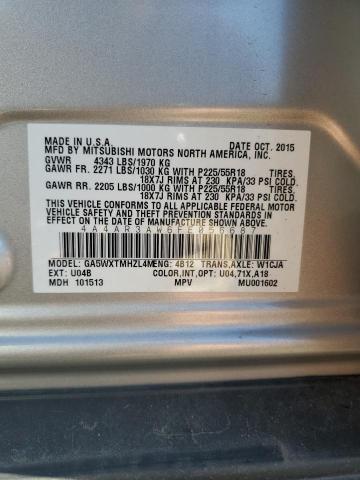 MADE IN U.S.A. DATE OCT. 2015
MFD BY MITSUBISHI MOTORS NORTH AMERICA, INC.
GVWR 4343 LBS/1970 KG
GAWR FR. 2271 LBS/1030 KG WITH P225/55R18 TIRES,
18X7J RIMS AT 230 KPA/33 PSI COLD.
GAWR RR. 2205 LBS/1000 KG WITH P225/55R18 TIRES,
18X7J RIMS AT 230 KPA/33 PSI COLD.
THIS VEHICLE CONFORMS TO ALL APPLICABLE
FEDERAL MOTOR VEHICLE SAFETY STANDARDS IN
EFFECT ON THE DATE OF MANUFACTURE SHOWN ABOVE.
MODEL: GA5WXTMHZL4M ENG: 4B12 TRANS,AXLE: W1CJA
EXT: U04B COLOR,INT,OPT: U04,71X,A18
MDH 101513 MPV MU001602